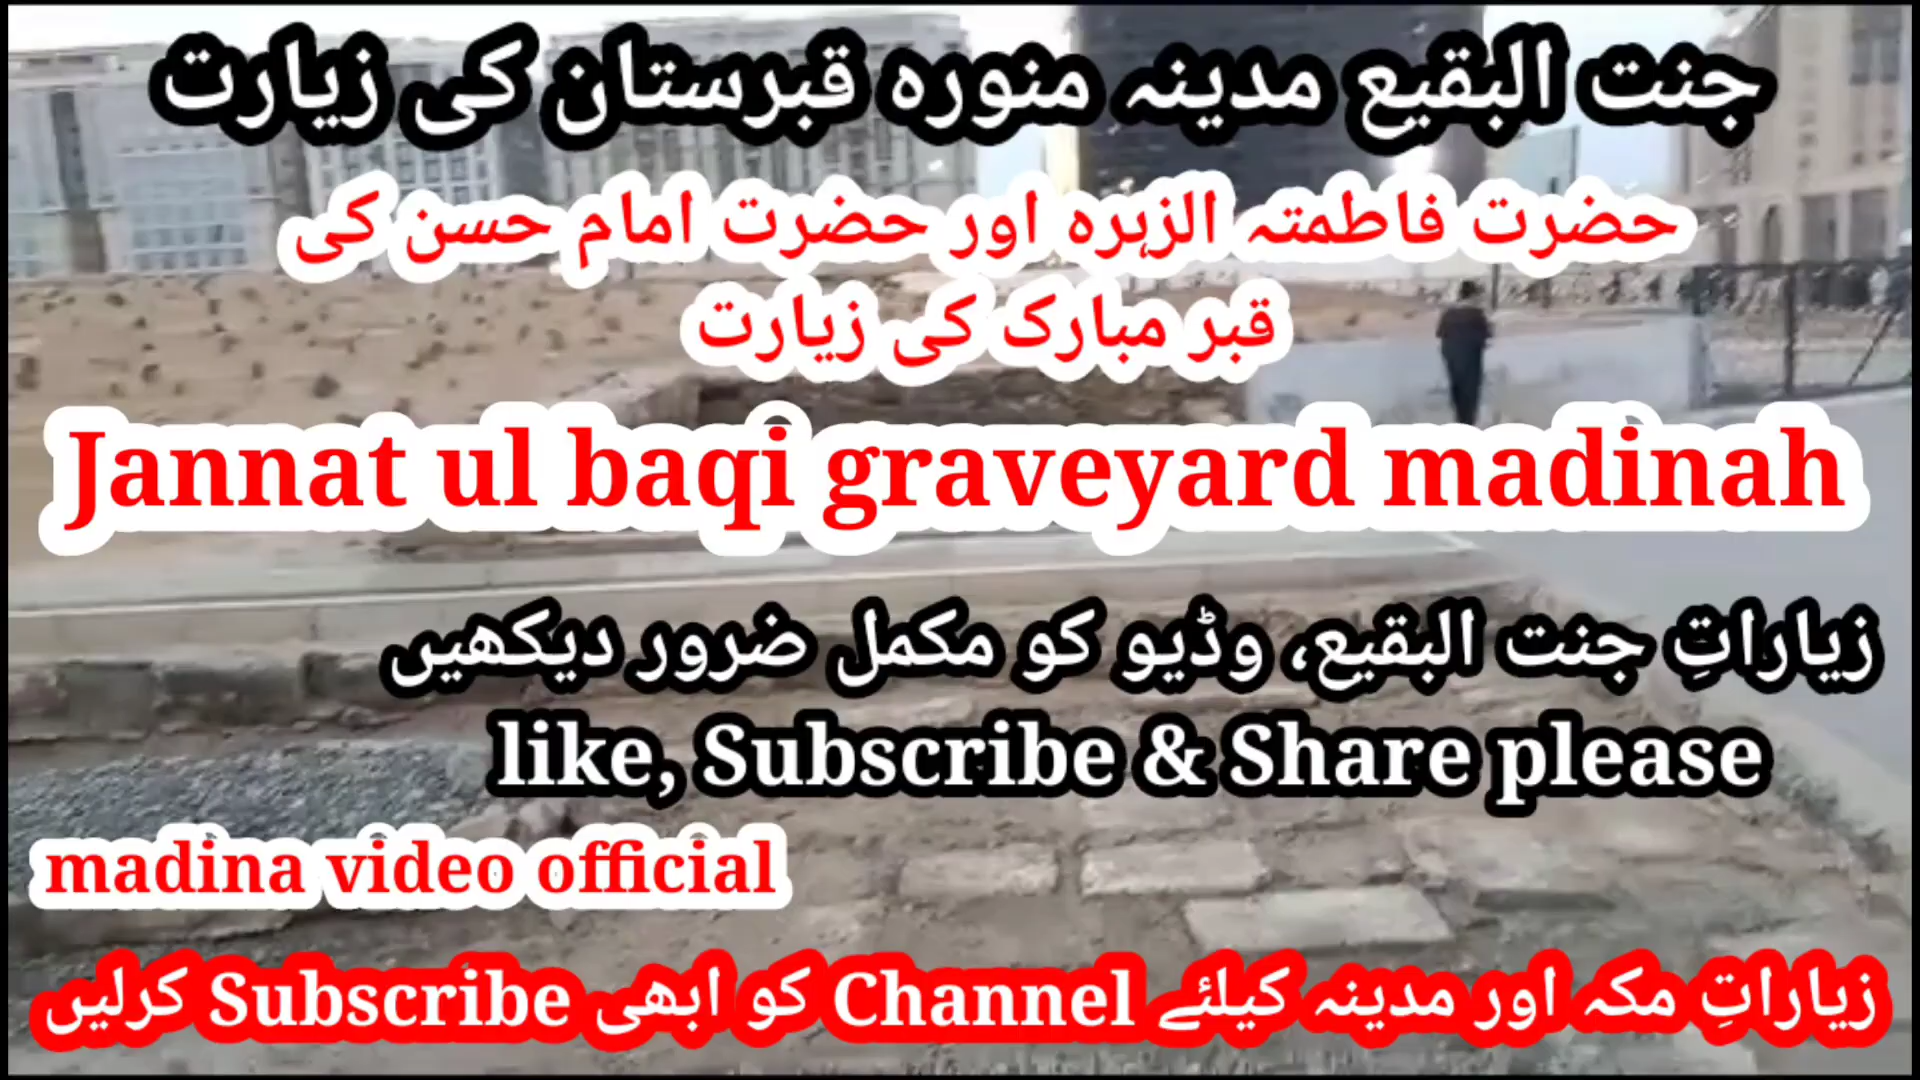 جنت البقیع مدینہ منورہ قبرستان کی زیارت
حضرت فاطمتہ الزہرہ اور حضرت امام حسن کی
قبر مبارک کی زیارت
Jannat ul baqi graveyard madinah
زیاراتِ جنت البقیع، وڈیو کو مکمل ضرور دیکھیں
like, Subscribe & Share please
madina video official
زیاراتِ مکہ اور مدینہ کیلئے Channel کو ابھی Subscribe کرلیں